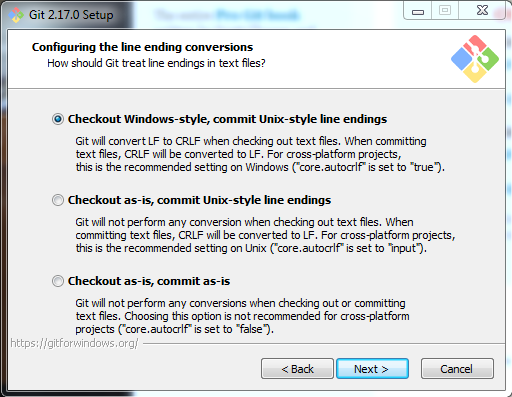 Git 2.17.0 Setup
Configuring the line ending conversions
How should Git treat line endings in text files?
Checkout Windows-style, commit Unix-style line endings
Git will convert LF to CRLF when checking out text files. When committing
text files, CRLF will be converted to LF. For cross-platform projects,
this is the recommended setting on Windows ("core.autocrlf" is set to "true").
Checkout as-is, commit Unix-style line endings
Git will not perform any conversion when checking out text files. When
committing text files, CRLF will be converted to LF. For cross-platform projects,
this is the recommended setting on Unix ("core.autocrlf" is set to "input").
Checkout as-is, commit as-is
Git will not perform any conversions when checking out or committing
text files. Choosing this option is not recommended for cross-platform
projects ("core.autocrlf" is set to "false").
https://gitforwindows.org/
< Back
Next >
Cancel